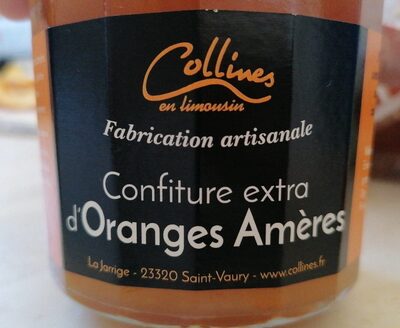 Collines
en limousin
Fabrication artisanale
Confiture extra
d'Oranges Amères
La Jarrige - 23320 Saint-Vaury - www.collines.fr